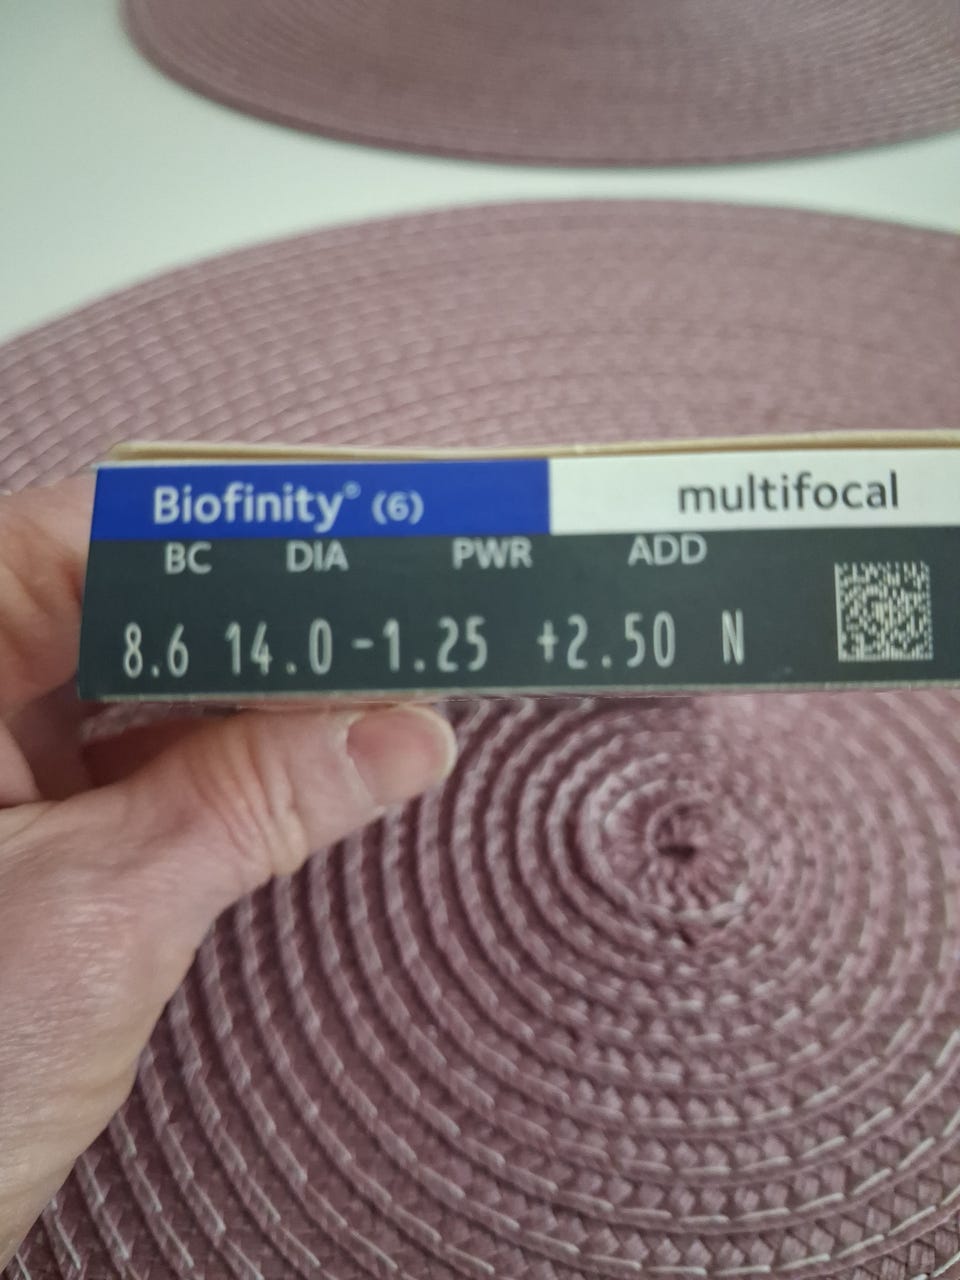 Biofinity® (6) multifocal
BC DIA PWR ADD
8.6 14.0 -1.25 +2.50 N